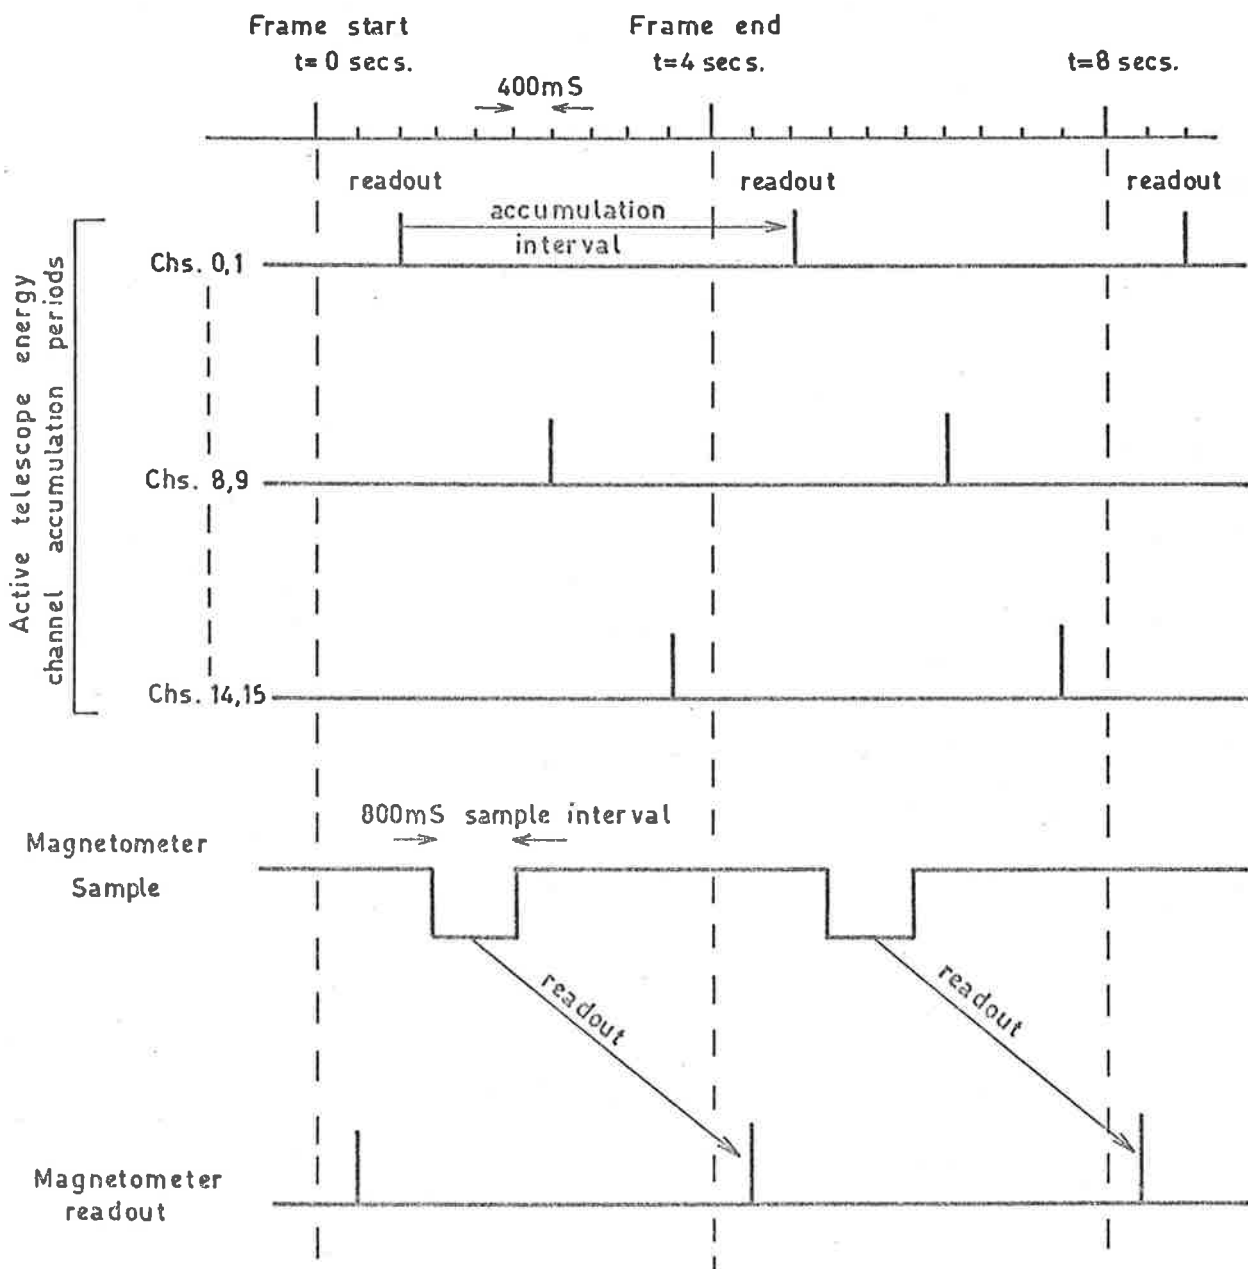 Frame start
t= 0 secs.
Frame end
t=4 secs.
t=8 secs.
400mS
readout
readout
readout
accumulation
interval
Chs. 0,1
Chs. 8,9
Chs. 14,15
Active telescope energy
channel accumulation periods
800mS sample interval
Magnetometer
Sample
readout
readout
Magnetometer
readout